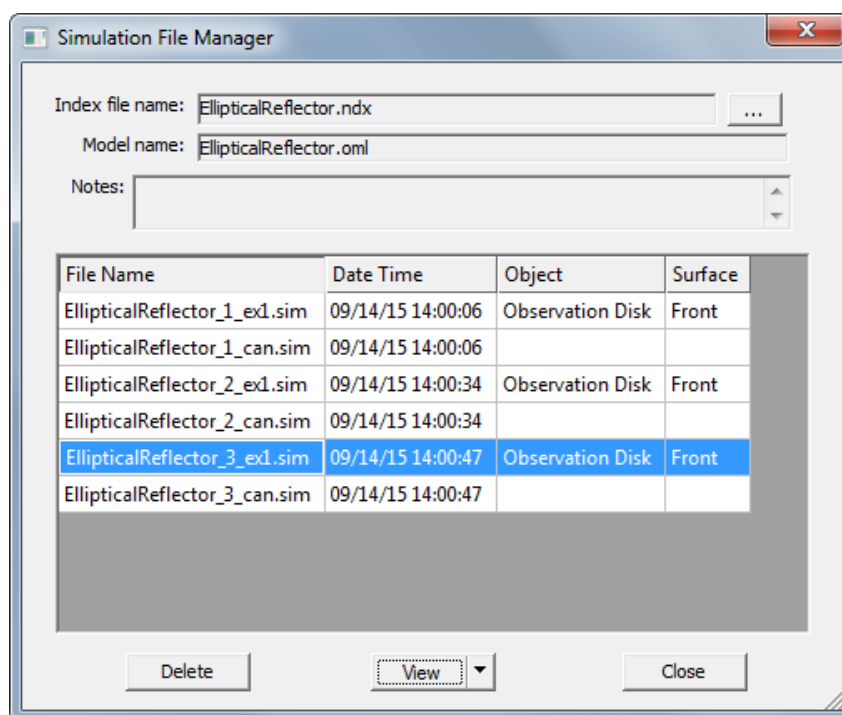 Simulation File Manager
Index file name: EllipticalReflector.ndx ...
Model name: EllipticalReflector.oml
Notes:
File Name Date Time Object Surface
EllipticalReflector_1_ex1.sim 09/14/15 14:00:06 Observation Disk Front
EllipticalReflector_1_can.sim 09/14/15 14:00:06
EllipticalReflector_2_ex1.sim 09/14/15 14:00:34 Observation Disk Front
EllipticalReflector_2_can.sim 09/14/15 14:00:34
EllipticalReflector_3_ex1.sim 09/14/15 14:00:47 Observation Disk Front
EllipticalReflector_3_can.sim 09/14/15 14:00:47
Delete View Close